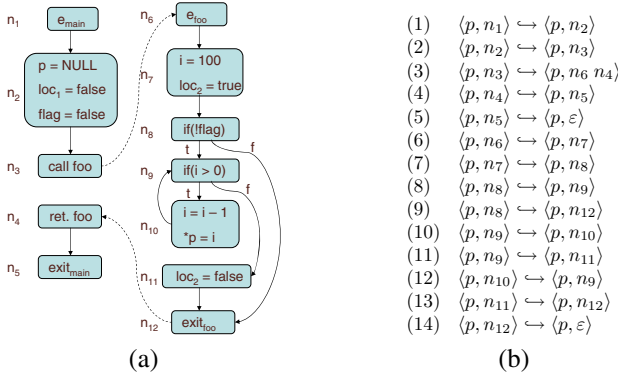 n₁
e_main
n₂
p = NULL
loc₁ = false
flag = false
n₃
call foo
n₄
ret. foo
n₅
exit_main
n₆
e_foo
n₇
i = 100
loc₂ = true
n₈
if(!flag)
t
f
n₉
if(i > 0)
t
f
n₁₀
i = i − 1
*p = i
n₁₁
loc₂ = false
n₁₂
exit_foo
(a)
(1) ⟨p, n₁⟩ ↪ ⟨p, n₂⟩
(2) ⟨p, n₂⟩ ↪ ⟨p, n₃⟩
(3) ⟨p, n₃⟩ ↪ ⟨p, n₆ n₄⟩
(4) ⟨p, n₄⟩ ↪ ⟨p, n₅⟩
(5) ⟨p, n₅⟩ ↪ ⟨p, ε⟩
(6) ⟨p, n₆⟩ ↪ ⟨p, n₇⟩
(7) ⟨p, n₇⟩ ↪ ⟨p, n₈⟩
(8) ⟨p, n₈⟩ ↪ ⟨p, n₉⟩
(9) ⟨p, n₈⟩ ↪ ⟨p, n₁₂⟩
(10) ⟨p, n₉⟩ ↪ ⟨p, n₁₀⟩
(11) ⟨p, n₉⟩ ↪ ⟨p, n₁₁⟩
(12) ⟨p, n₁₀⟩ ↪ ⟨p, n₉⟩
(13) ⟨p, n₁₁⟩ ↪ ⟨p, n₁₂⟩
(14) ⟨p, n₁₂⟩ ↪ ⟨p, ε⟩
(b)